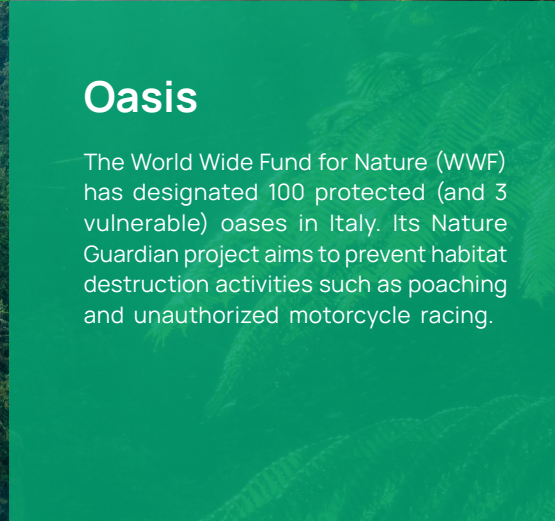 Oasis
The World Wide Fund for Nature (WWF)
has designated 100 protected (and 3
vulnerable) oases in Italy. Its Nature
Guardian project aims to prevent habitat
destruction activities such as poaching
and unauthorized motorcycle racing.